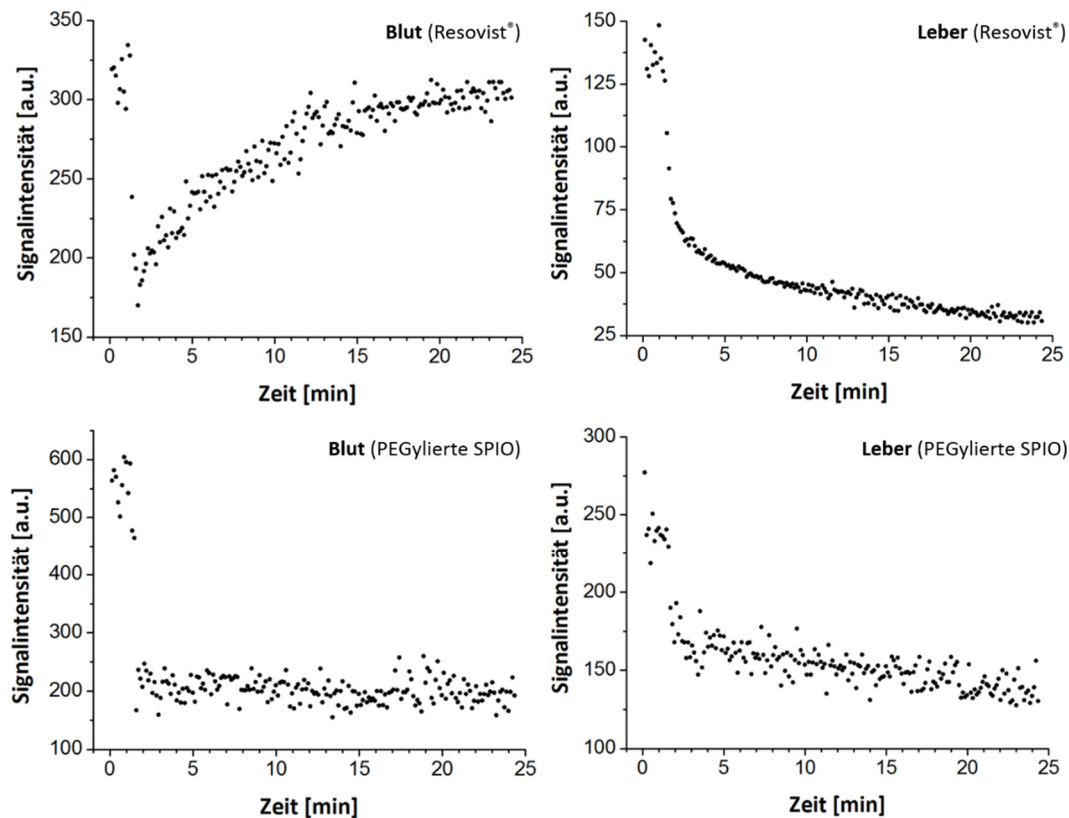 Blut (Resovist®)
Signalintensität [a.u.]
350
300
250
200
150
0 5 10 15 20 25
Zeit [min]
Leber (Resovist®)
Signalintensität [a.u.]
150
125
100
75
50
25
0 5 10 15 20 25
Zeit [min]
Blut (PEGylierte SPIO)
Signalintensität [a.u.]
600
500
400
300
200
100
0 5 10 15 20 25
Zeit [min]
Leber (PEGylierte SPIO)
Signalintensität [a.u.]
300
250
200
150
100
0 5 10 15 20 25
Zeit [min]